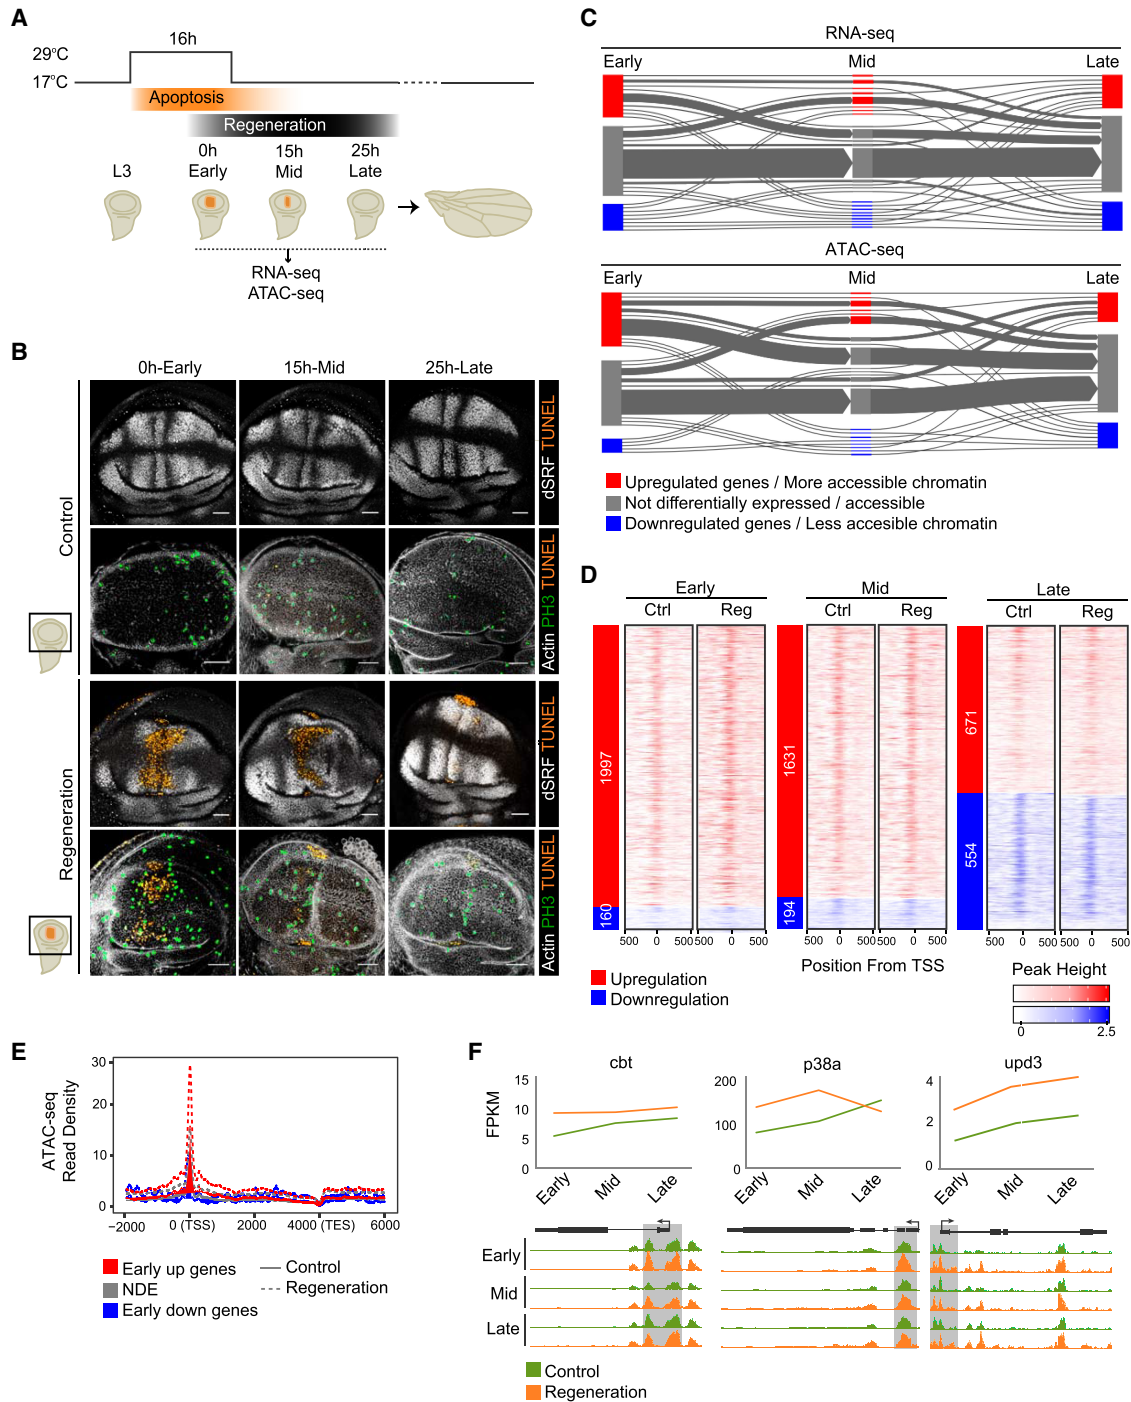 A
16h
29°C
17°C
Apoptosis
Regeneration
0h
15h
25h
L3
Early
Mid
Late
RNA-seq
ATAC-seq
B
0h-Early
15h-Mid
25h-Late
Control
dSRF TUNEL
Actin PH3 TUNEL
Regeneration
dSRF TUNEL
Actin PH3 TUNEL
C
RNA-seq
Early
Mid
Late
ATAC-seq
Early
Mid
Late
Upregulated genes / More accessible chromatin
Not differentially expressed / accessible
Downregulated genes / Less accesible chromatin
D
Early
Mid
Late
Ctrl
Reg
Ctrl
Reg
Ctrl
Reg
1997
160
1631
194
671
554
500 0 500
500 0 500
500 0 500
500 0 500
500 0 500
500 0 500
Position From TSS
Upregulation
Downregulation
Peak Height
0
2.5
E
ATAC-seq
Read Density
30
20
10
0
−2000
0 (TSS)
2000
4000 (TES)
6000
Early up genes
NDE
Early down genes
Control
Regeneration
F
cbt
p38a
upd3
FPKM
15
10
5
0
200
100
0
4
2
0
Early
Mid
Late
Early
Mid
Late
Early
Mid
Late
Early
Mid
Late
Control
Regeneration